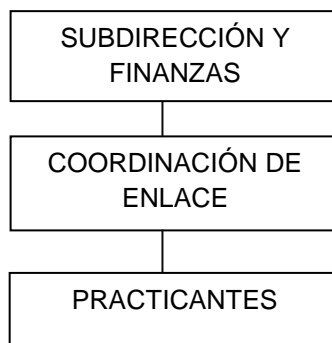 SUBDIRECCIÓN Y
FINANZAS
COORDINACIÓN DE
ENLACE
PRACTICANTES